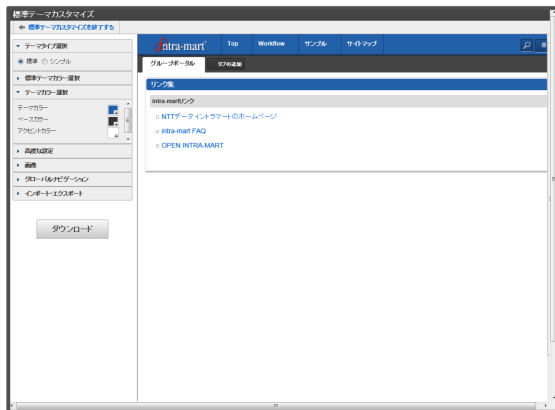 標準テーマカスタマイズ
標準テーマカスタマイズを終了する
テーマタイプ選択
標準 シンプル
標準テーマカラー選択
テーマカラー選択
テーマカラー
ベースカラー
アクセントカラー
高度な設定
画像
グローバルナビゲーション
インポート・エクスポート
ダウンロード
intra-mart
Top Workflow サンプル サイトマップ
グループポータル タブの追加
リンク集
intra-martリンク
NTTデータイントラマートのホームページ
intra-mart FAQ
OPEN INTRA-MART